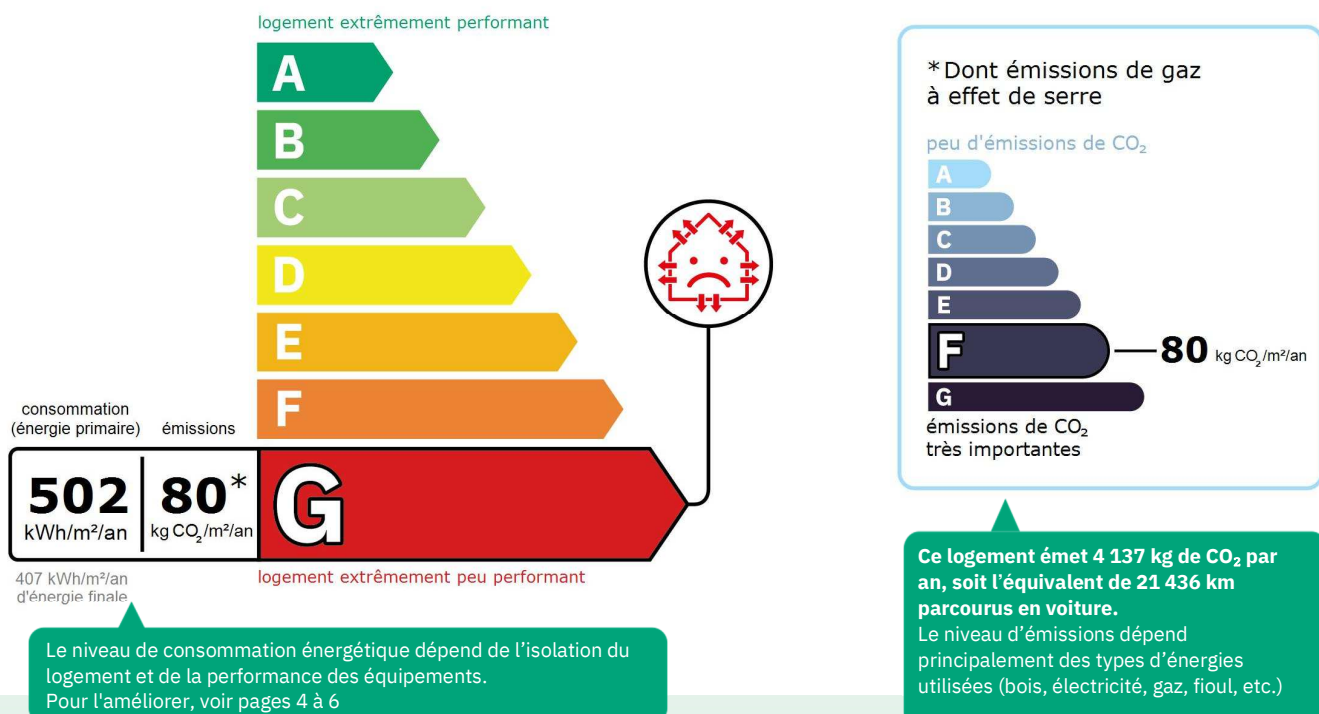 logement extrêmement performant
A
B
C
D
E
F
consommation
(énergie primaire)
émissions
502
kWh/m²/an
80*
kg CO₂/m²/an
G
407 kWh/m²/an
d'énergie finale
logement extrêmement peu performant
Le niveau de consommation énergétique dépend de l'isolation du
logement et de la performance des équipements.
Pour l'améliorer, voir pages 4 à 6
*Dont émissions de gaz
à effet de serre
peu d'émissions de CO₂
A
B
C
D
E
F
80 kg CO₂/m²/an
G
émissions de CO₂
très importantes
Ce logement émet 4 137 kg de CO₂ par
an, soit l'équivalent de 21 436 km
parcourus en voiture.
Le niveau d'émissions dépend
principalement des types d'énergies
utilisées (bois, électricité, gaz, fioul, etc.)